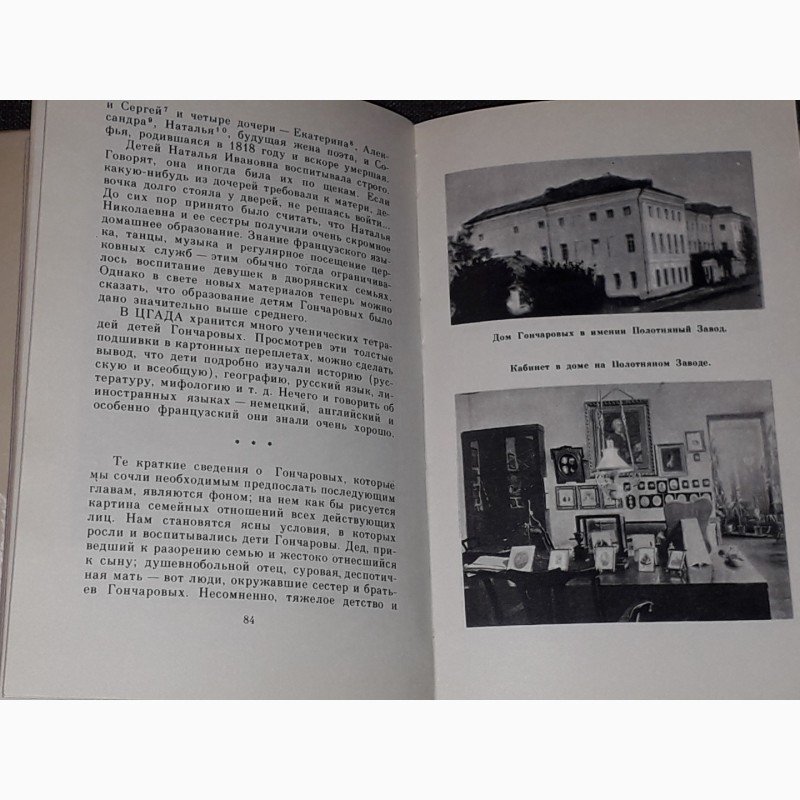 и Сергей⁷ и четыре дочери — Екатерина⁸, Алек-
сандра⁹, Наталья¹⁰, будущая жена поэта, и Со-
фья, родившаяся в 1818 году и вскоре умершая.
Детей Наталья Ивановна воспитывала строго.
Говорят, она иногда била их по щекам. Если
какую-нибудь из дочерей требовали к матери, де-
вочка долго стояла у дверей, не решаясь войти...
До сих пор принято было считать, что Наталья
Николаевна и ее сестры получили очень скромное
домашнее образование. Знание французского язы-
ка, танцы, музыка и регулярное посещение цер-
ковных служб — этим обычно тогда ограничива-
лось воспитание девушек в дворянских семьях.
Однако в свете новых материалов теперь можно
сказать, что образование детям Гончаровых было
дано значительно выше среднего.
В ЦГАДА хранится много ученических тетра-
дей детей Гончаровых. Просмотрев эти толстые
подшивки в картонных переплетах, можно сделать
вывод, что дети подробно изучали историю (рус-
скую и всеобщую), географию, русский язык, ли-
тературу, мифологию и т. д. Нечего и говорить об
иностранных языках — немецкий, английский и
особенно французский они знали очень хорошо,
* * *
Те краткие сведения о Гончаровых, которые
мы сочли необходимым предпослать последующим
главам, являются фоном; на нем как бы рисуется
картина семейных отношений всех действующих
лиц. Нам становятся ясны условия, в которых
росли и воспитывались дети Гончаровы. Дед, при-
ведший к разорению семью и жестоко отнесшийся
к сыну; душевнобольной отец, суровая, деспотич-
ная мать — вот люди, окружавшие сестер и брать-
ев Гончаровых. Несомненно, тяжелое детство и
84
Дом Гончаровых в имении Полотняный Завод.
Кабинет в доме на Полотняном Заводе.